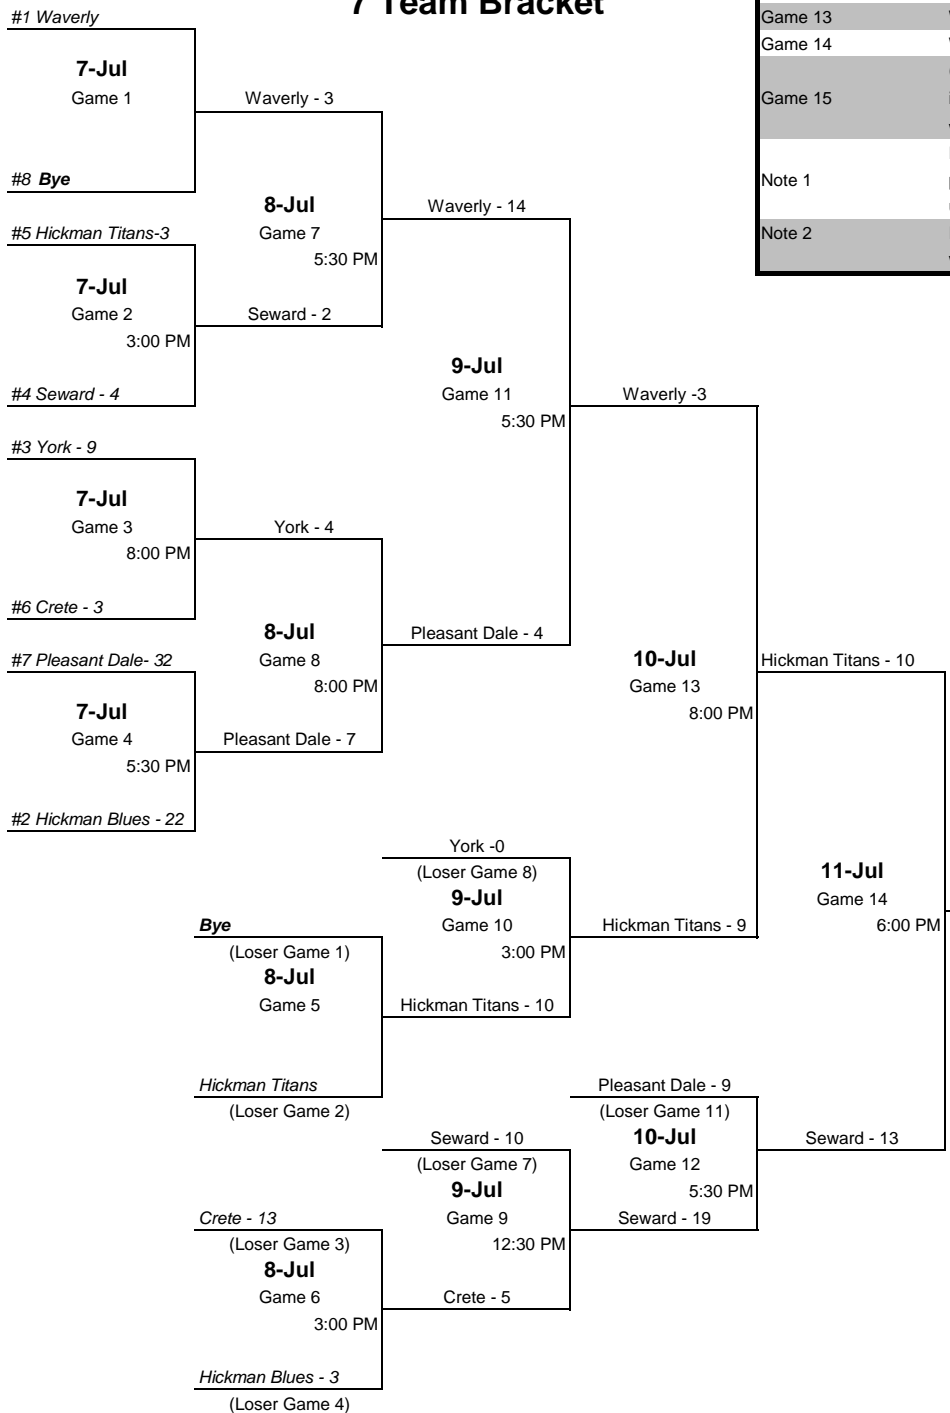 7 Team Bracket
#1 Waverly
7-Jul
Game 1
#8 Bye
#5 Hickman Titans-3
7-Jul
Game 2
3:00 PM
#4 Seward - 4
#3 York - 9
7-Jul
Game 3
8:00 PM
#6 Crete - 3
#7 Pleasant Dale- 32
7-Jul
Game 4
5:30 PM
#2 Hickman Blues - 22
Waverly - 3
8-Jul
Game 7
5:30 PM
Seward - 2
York - 4
8-Jul
Game 8
8:00 PM
Pleasant Dale - 7
Bye
(Loser Game 1)
8-Jul
Game 5
Hickman Titans
(Loser Game 2)
Crete - 13
(Loser Game 3)
8-Jul
Game 6
3:00 PM
Hickman Blues - 3
(Loser Game 4)
Waverly - 14
9-Jul
Game 11
5:30 PM
Pleasant Dale - 4
York -0
(Loser Game 8)
9-Jul
Game 10
3:00 PM
Hickman Titans - 10
Seward - 10
(Loser Game 7)
9-Jul
Game 9
12:30 PM
Crete - 5
Waverly -3
10-Jul
Game 13
8:00 PM
Hickman Titans - 9
Pleasant Dale - 9
(Loser Game 11)
10-Jul
Game 12
5:30 PM
Seward - 19
Hickman Titans - 10
11-Jul
Game 14
6:00 PM
Seward - 13
Game 13
Game 14
Game 15
Note 1
Note 2